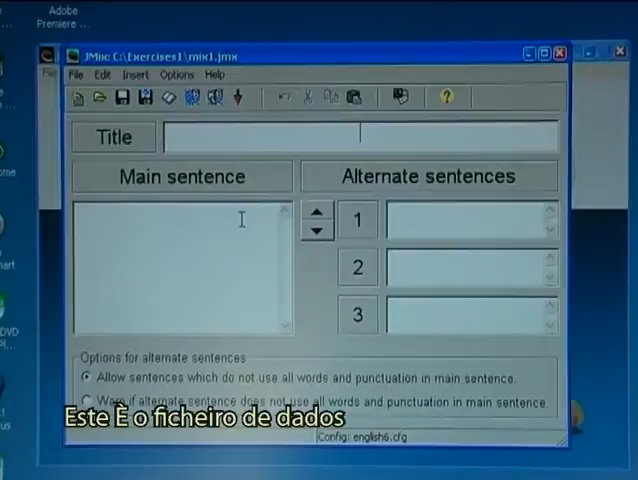 Adobe
Premiere ...
JMix: C:\Exercises1\mix1.jmx
File Edit Insert Options Help
Title
Main sentence
Alternate sentences
1
2
3
Options for alternate sentences
Allow sentences which do not use all words and punctuation in main sentence.
Warn if alternate sentence does not use all words and punctuation in main sentence.
Este È o ficheiro de dados
Config: english6.cfg